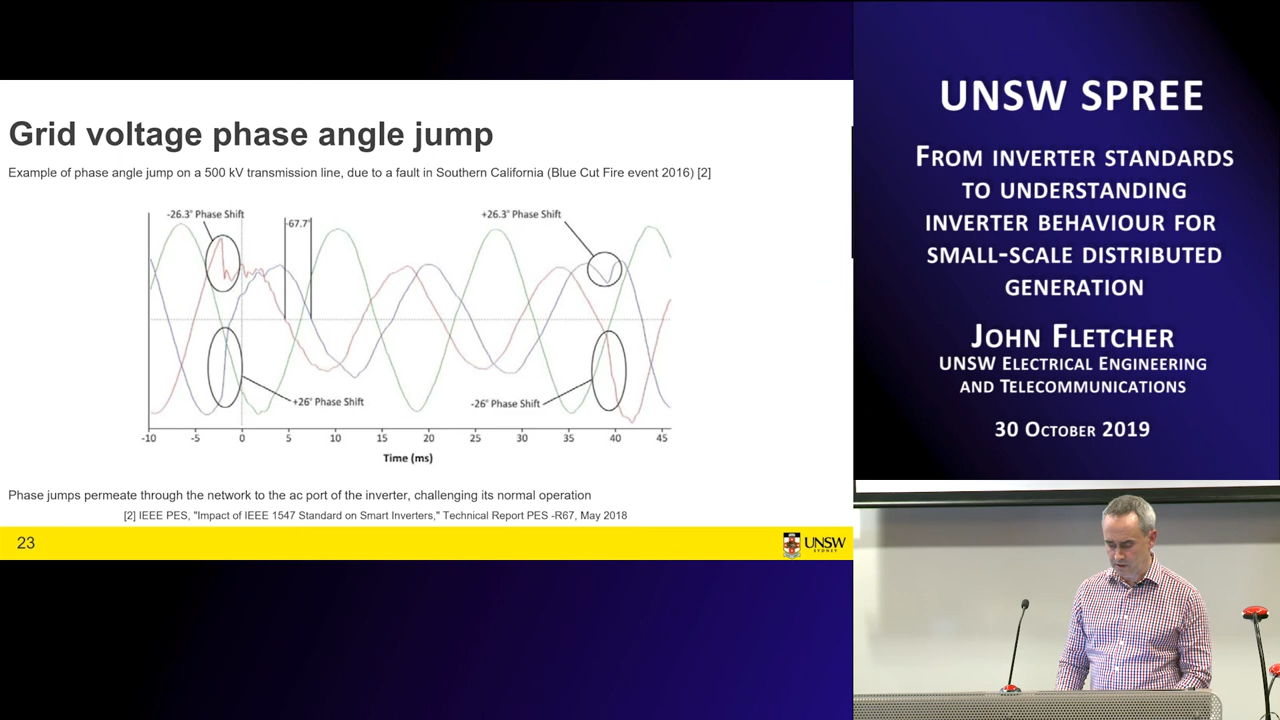 Grid voltage phase angle jump
Example of phase angle jump on a 500 kV transmission line, due to a fault in Southern California (Blue Cut Fire event 2016) [2]
-26.3° Phase Shift
-67.7°
+26.3° Phase Shift
+26° Phase Shift
-26° Phase Shift
-10 -5 0 5 10 15 20 25 30 35 40 45
Time (ms)
Phase jumps permeate through the network to the ac port of the inverter, challenging its normal operation
[2] IEEE PES, "Impact of IEEE 1547 Standard on Smart Inverters," Technical Report PES -R67, May 2018
23
UNSW
SYDNEY
UNSW SPREE
FROM INVERTER STANDARDS
TO UNDERSTANDING
INVERTER BEHAVIOUR FOR
SMALL-SCALE DISTRIBUTED
GENERATION
JOHN FLETCHER
UNSW ELECTRICAL ENGINEERING
AND TELECOMMUNICATIONS
30 OCTOBER 2019